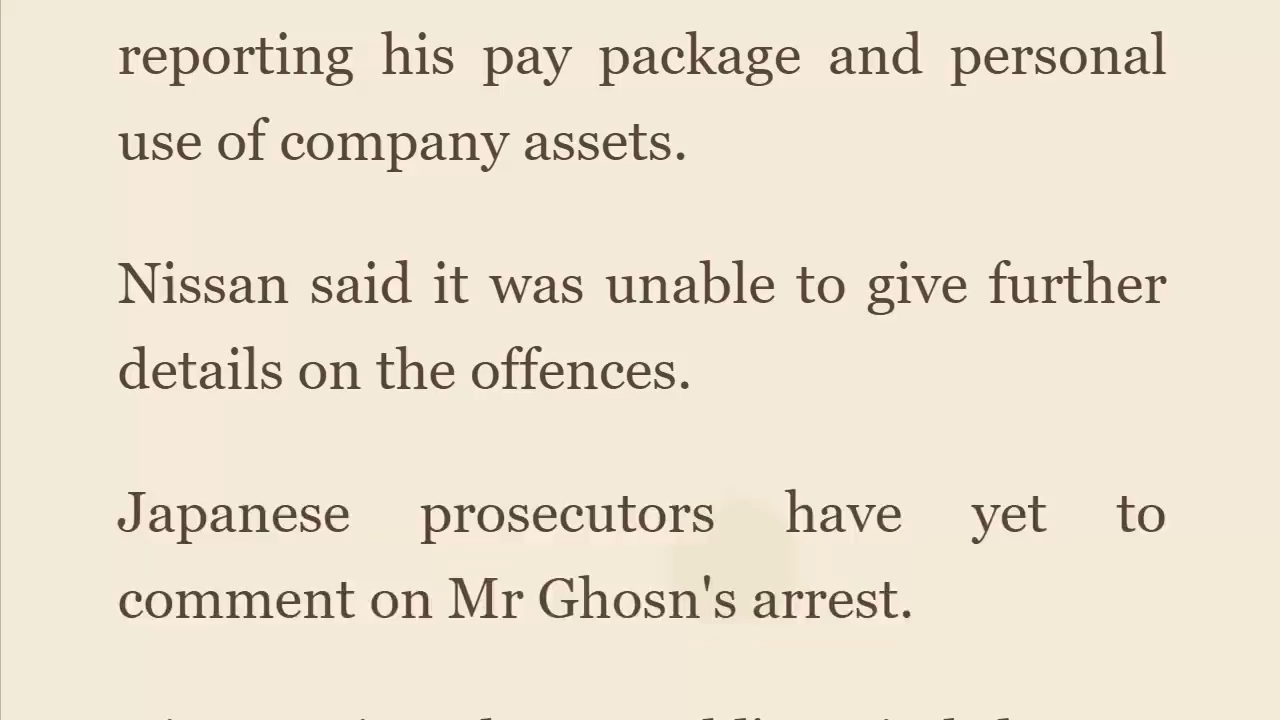 reporting his pay package and personal
use of company assets.
Nissan said it was unable to give further
details on the offences.
Japanese prosecutors have yet to
comment on Mr Ghosn's arrest.